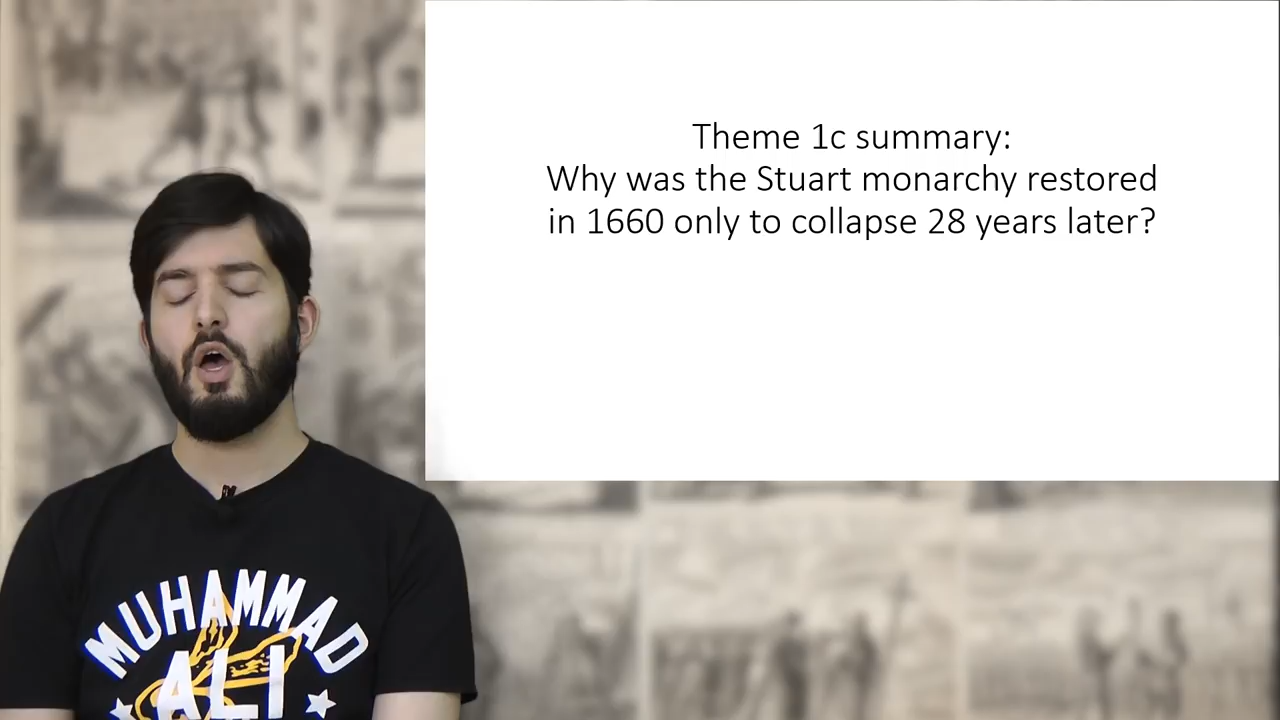 Theme 1c summary:
Why was the Stuart monarchy restored
in 1660 only to collapse 28 years later?
MUHAMMAD
ALI